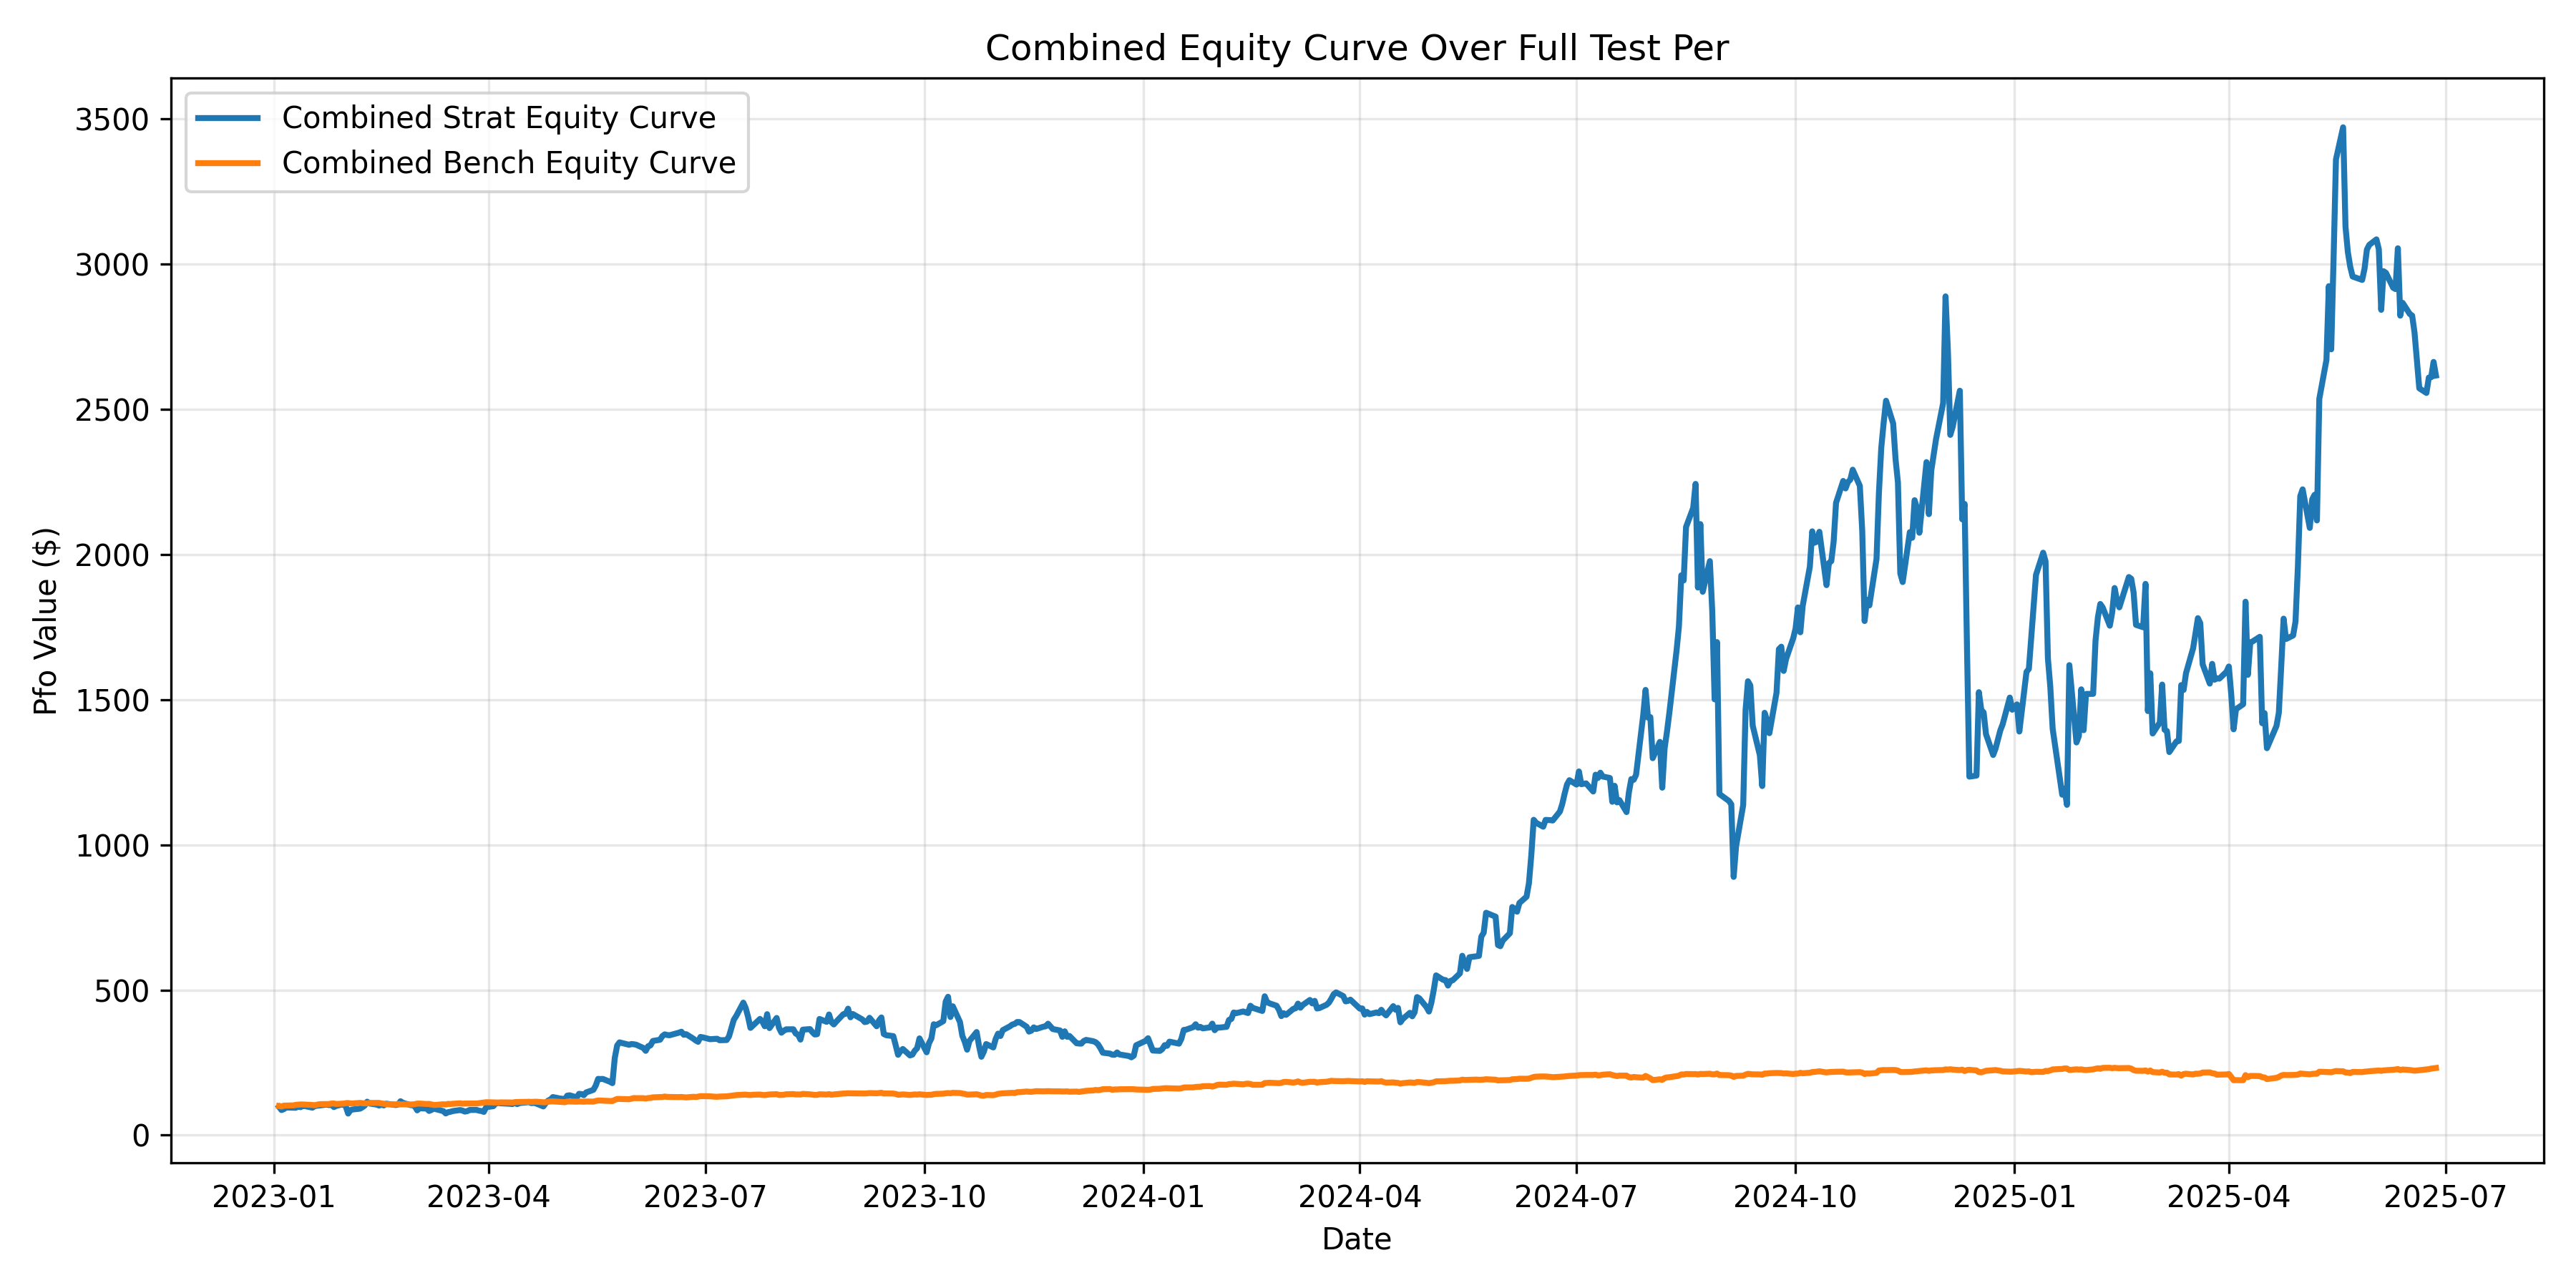 Combined Equity Curve Over Full Test Per
Combined Strat Equity Curve
Combined Bench Equity Curve
Pfo Value ($)
3500
3000
2500
2000
1500
1000
500
0
2023-01 2023-04 2023-07 2023-10 2024-01 2024-04 2024-07 2024-10 2025-01 2025-04 2025-07
Date